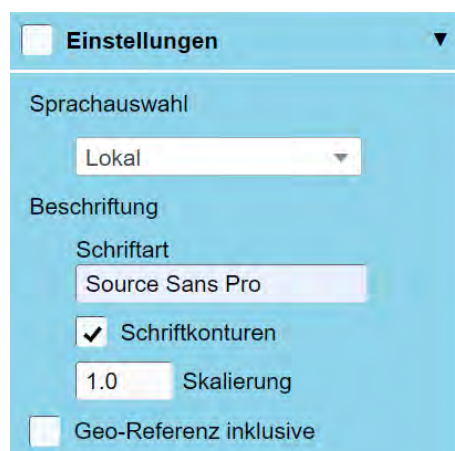 Einstellungen
Sprachauswahl
Lokal
Beschriftung
Schriftart
Source Sans Pro
Schriftkonturen
1.0 Skalierung
Geo-Referenz inklusive